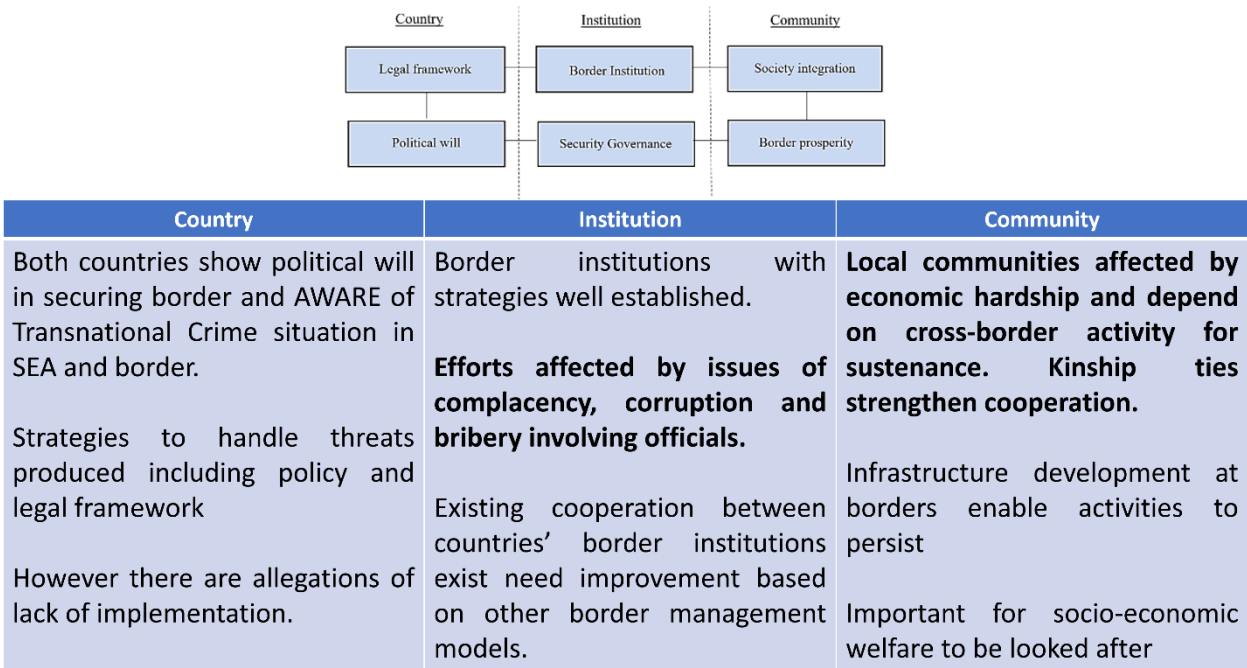 Country
Institution
Community
Legal framework
Border Institution
Society integration
Political will
Security Governance
Border prosperity
Country
Institution
Community
Both countries show political will
in securing border and AWARE of
Transnational Crime situation in
SEA and border.
Strategies to handle threats
produced including policy and
legal framework
However there are allegations of
lack of implementation.
Border institutions with
strategies well established.
Efforts affected by issues of
complacency, corruption and
bribery involving officials.
Existing cooperation between
countries’ border institutions
exist need improvement based
on other border management
models.
Local communities affected by
economic hardship and depend
on cross-border activity for
sustenance. Kinship ties
strengthen cooperation.
Infrastructure development at
borders enable activities to
persist
Important for socio-economic
welfare to be looked after